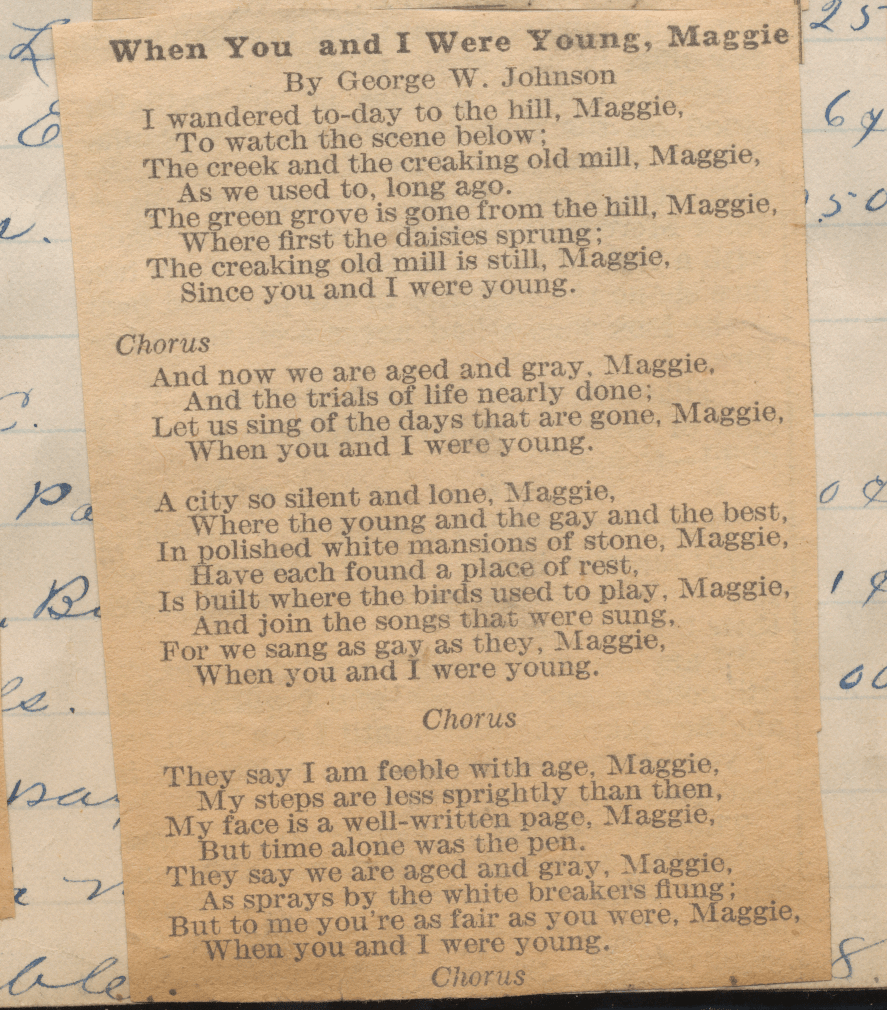 When You and I Were Young, Maggie
By George W. Johnson
I wandered to-day to the hill, Maggie,
To watch the scene below;
The creek and the creaking old mill, Maggie,
As we used to, long ago.
The green grove is gone from the hill, Maggie,
Where first the daisies sprung;
The creaking old mill is still, Maggie,
Since you and I were young.
Chorus
And now we are aged and gray, Maggie,
And the trials of life nearly done;
Let us sing of the days that are gone, Maggie,
When you and I were young.
A city so silent and lone, Maggie,
Where the young and the gay and the best,
In polished white mansions of stone, Maggie,
Have each found a place of rest,
Is built where the birds used to play, Maggie,
And join the songs that were sung,
For we sang as gay as they, Maggie,
When you and I were young.
Chorus
They say I am feeble with age, Maggie,
My steps are less sprightly than then,
My face is a well-written page, Maggie,
But time alone was the pen.
They say we are aged and gray, Maggie,
As sprays by the white breakers flung;
But to me you're as fair as you were, Maggie,
When you and I were young.
Chorus
25
50
00
8